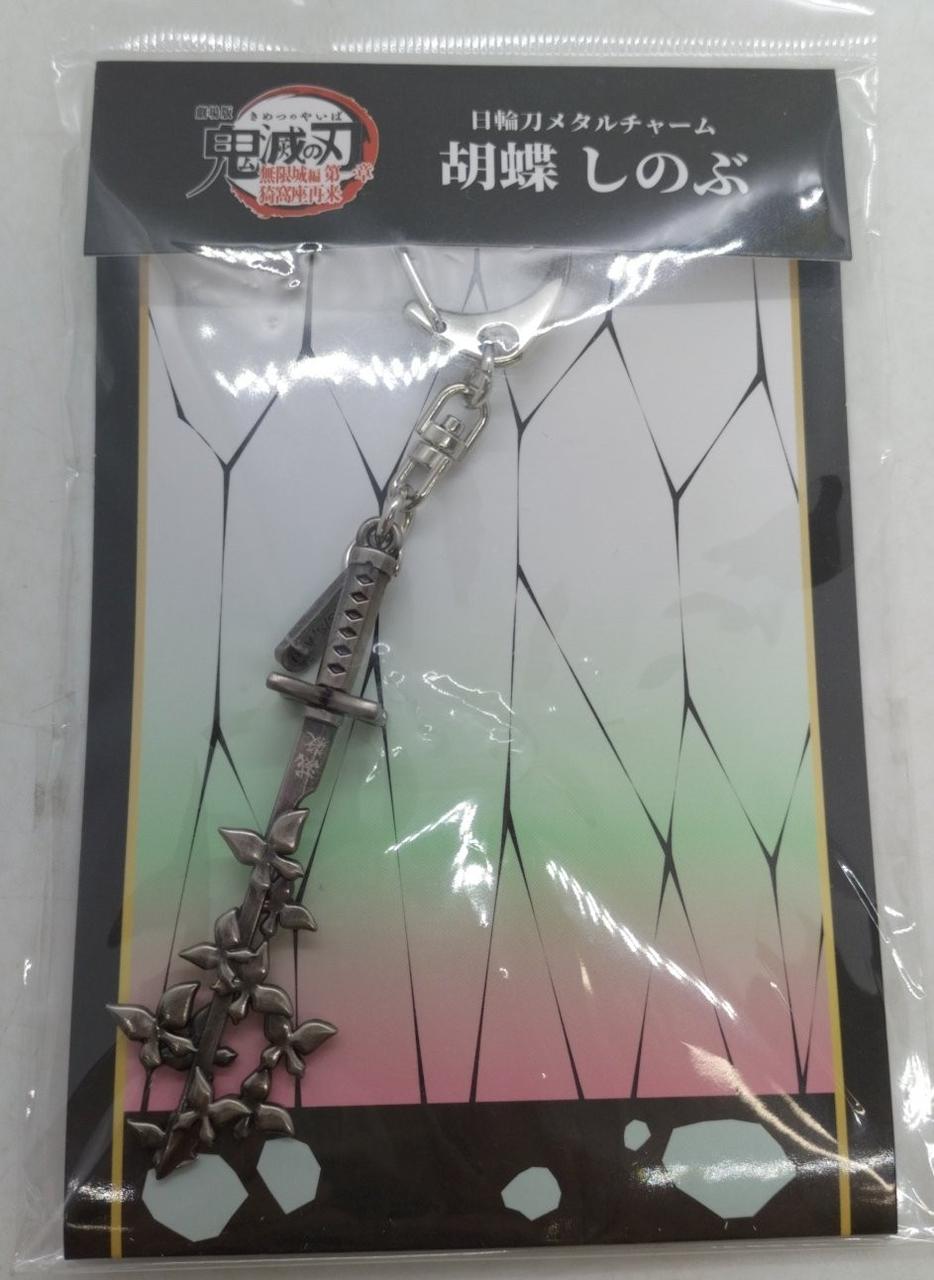 劇場版
きめつのやいば
鬼滅の刃
無限城編 第一章
猗窩座再来
日輪刀メタルチャーム
胡蝶 しのぶ